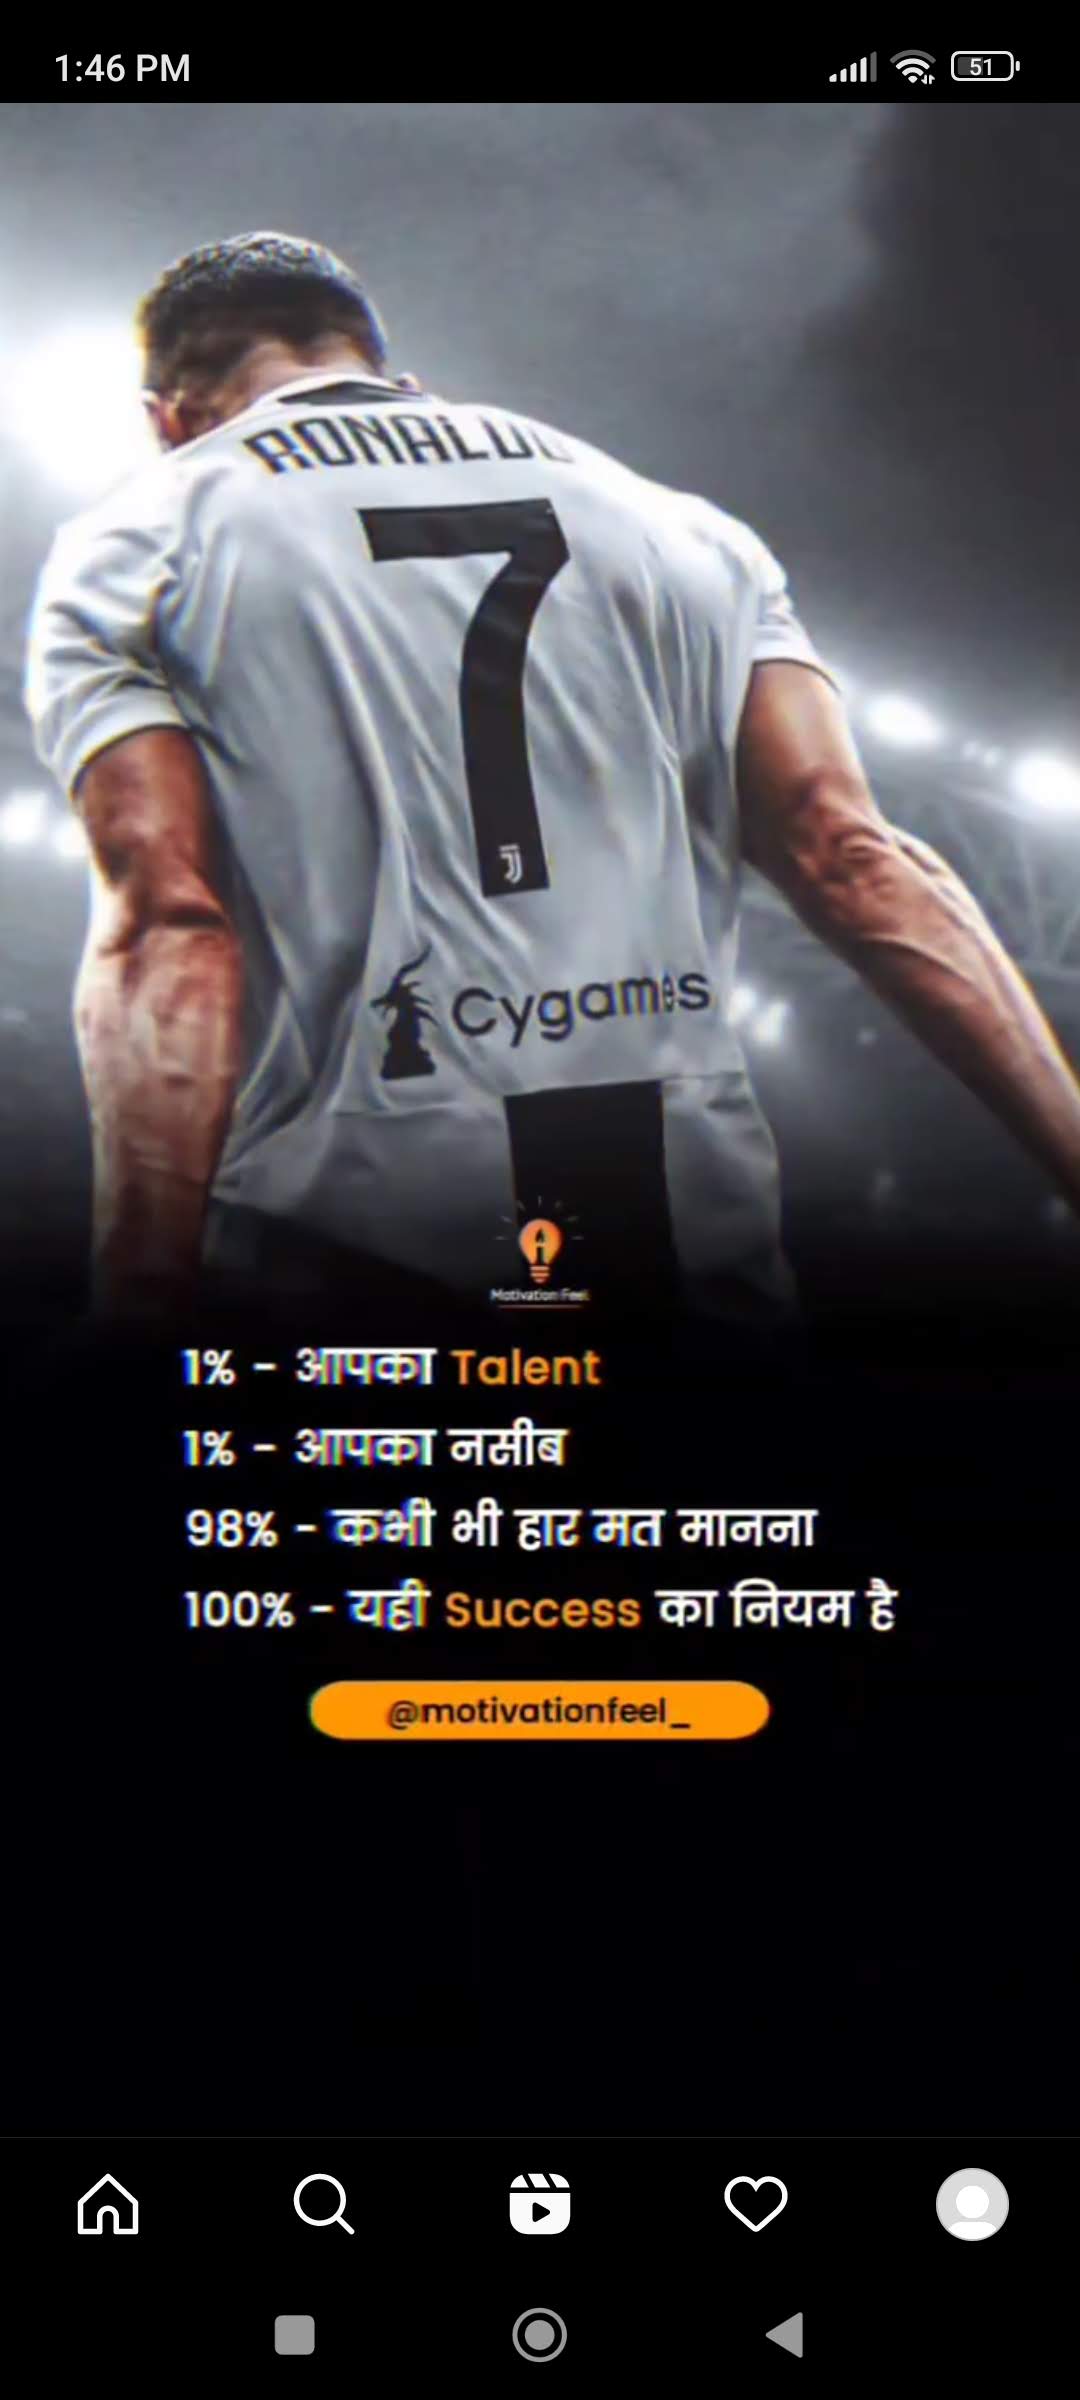 1:46 PM
51
RONALDO
7
Cygames
Motivation Feel
1% - आपका Talent
1% - आपका नसीब
98% - कभी भी हार मत मानना
100% - यही Success का नियम है
@motivationfeel_